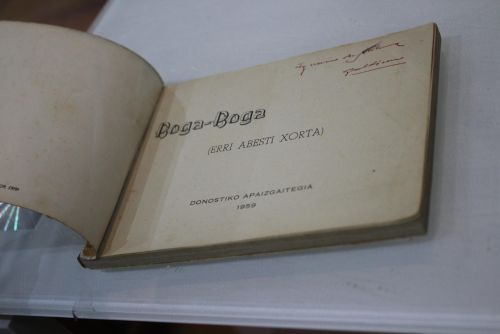 Boga-Boga
(ERRI ABESTI XORTA)
DONOSTIKO APAIZGAITEGIA
1959